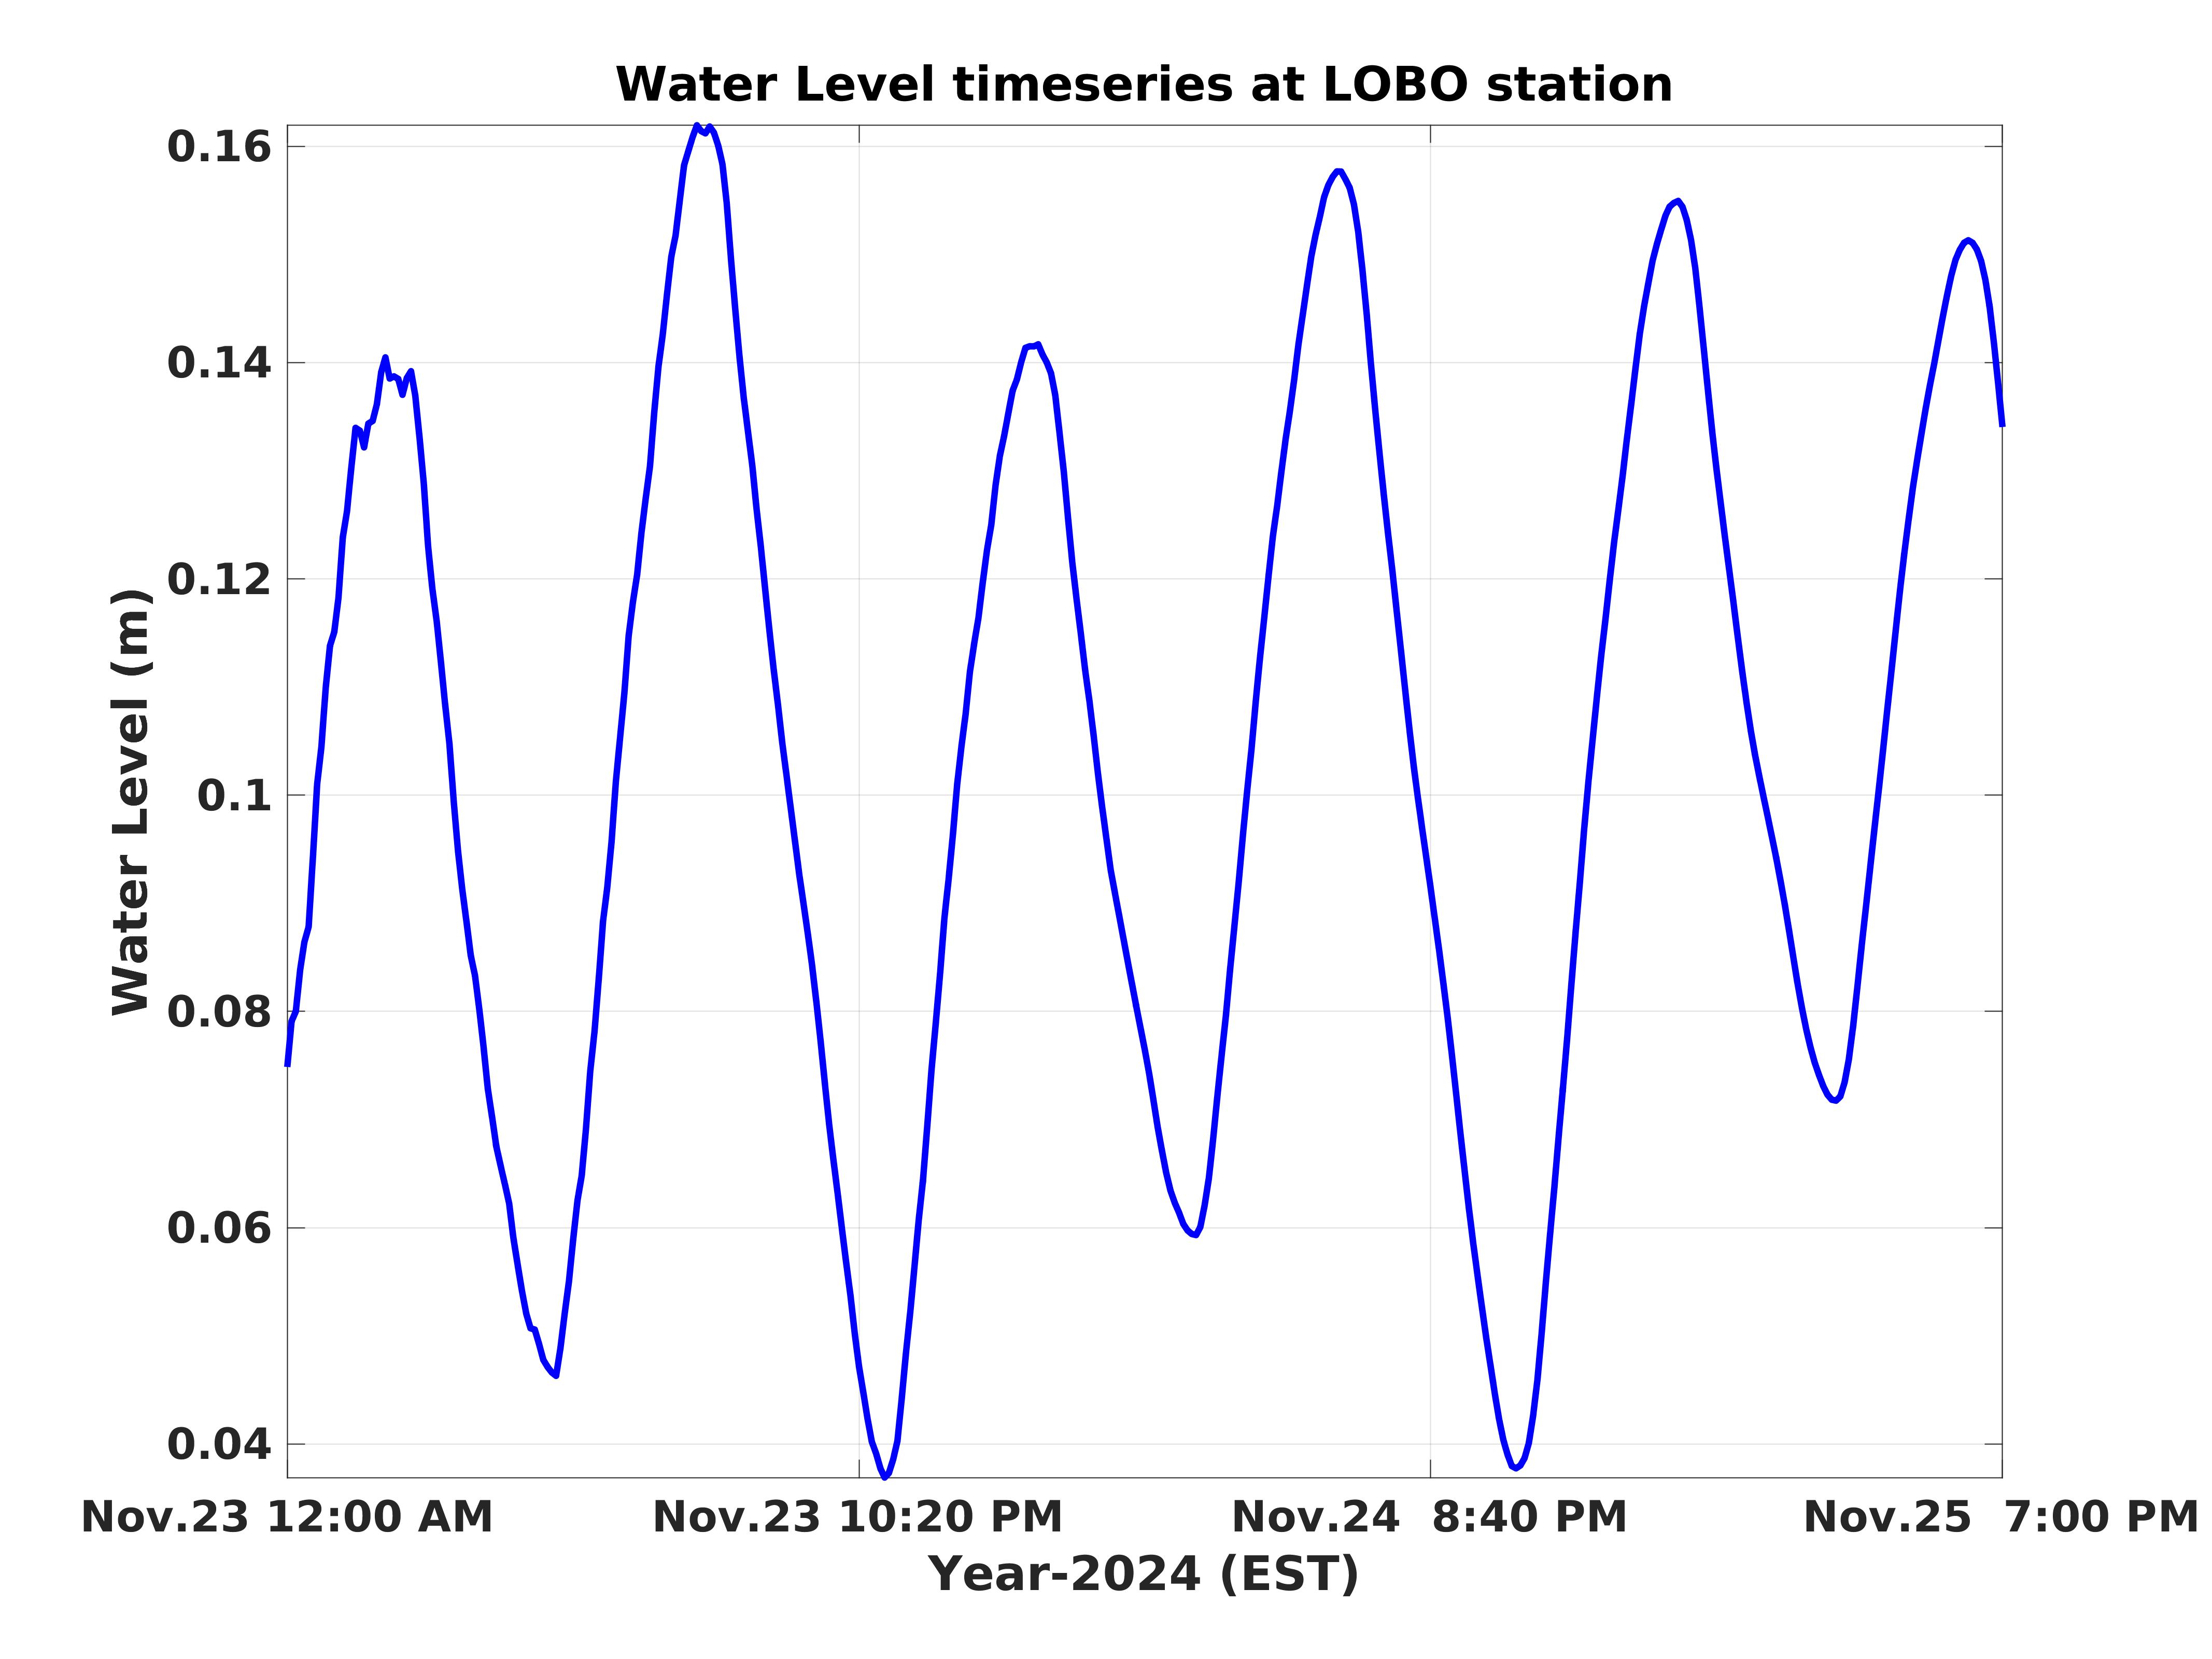 Water Level timeseries at LOBO station
0.16
0.14
0.12
0.1
0.08
0.06
0.04
Water Level (m)
Nov.23 12:00 AM
Nov.23 10:20 PM
Nov.24 8:40 PM
Nov.25 7:00 PM
Year-2024 (EST)